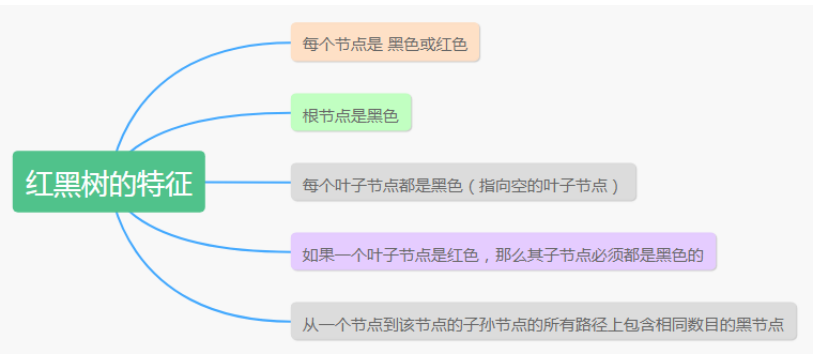 每个节点是 黑色或红色
根节点是黑色
红黑树的特征
每个叶子节点都是黑色（指向空的叶子节点）
如果一个叶子节点是红色，那么其子节点必须都是黑色的
从一个节点到该节点的子孙节点的所有路径上包含相同数目的黑节点